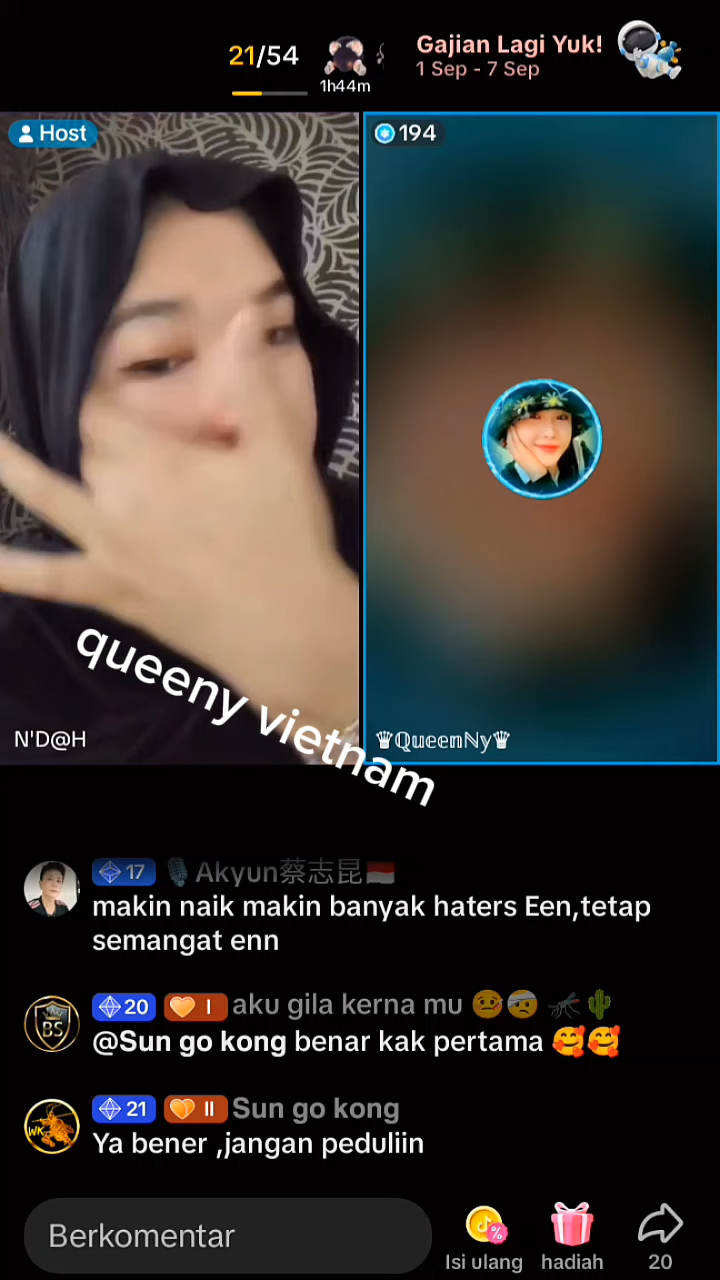 21/54
1h44m
Gajian Lagi Yuk!
1 Sep - 7 Sep
Host
194
N'D@H
♛ℚ𝕦𝕖𝕖𝕟ℕ𝕪♛
queeny vietnam
17 🎙️Akyun蔡志昆🇮🇩
makin naik makin banyak haters Een,tetap
semangat enn
BS
20 I aku gila kerna mu 🤒🤕 🦟🌵
@Sun go kong benar kak pertama 🥰🥰
WK
21 II Sun go kong
Ya bener ,jangan peduliin
Berkomentar
Isi ulang
hadiah
20